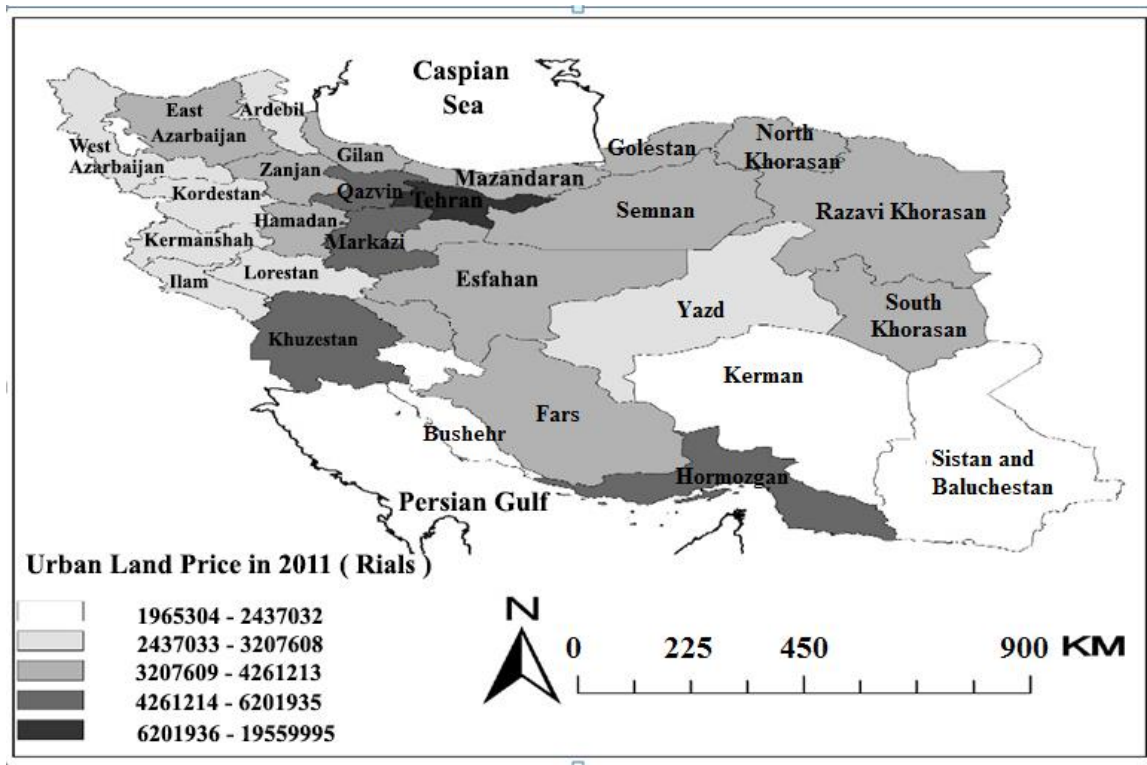 Caspian
Sea
East
Azarbaijan
Ardebil
West
Azarbaijan
Gilan
Golestan
North
Khorasan
Zanjan
Mazandaran
Qazvin
Tehran
Kordestan
Semnan
Razavi Khorasan
Hamadan
Markazi
Kermanshah
Lorestan
Ilam
Esfahan
Yazd
South
Khorasan
Khuzestan
Kerman
Fars
Bushehr
Hormozgan
Sistan and
Baluchestan
Persian Gulf
Urban Land Price in 2011 ( Rials )
1965304 - 2437032
2437033 - 3207608
3207609 - 4261213
4261214 - 6201935
6201936 - 19559995
N
0 225 450 900 KM